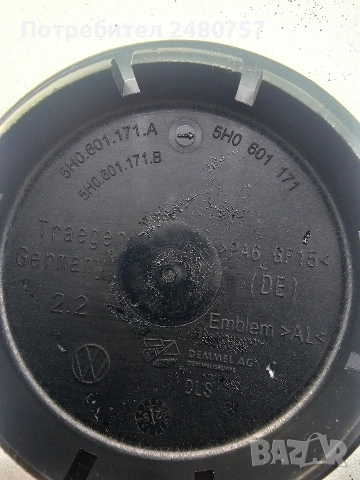 Потребител 2480757
5H0.601.171.A
5H0.601.171.B
5H0 601 171
Traeger
Germany
>PA6 GF15<
(DE)
2.2
Emblem >AL<
DEMMEL AG
DLS
BAZAR